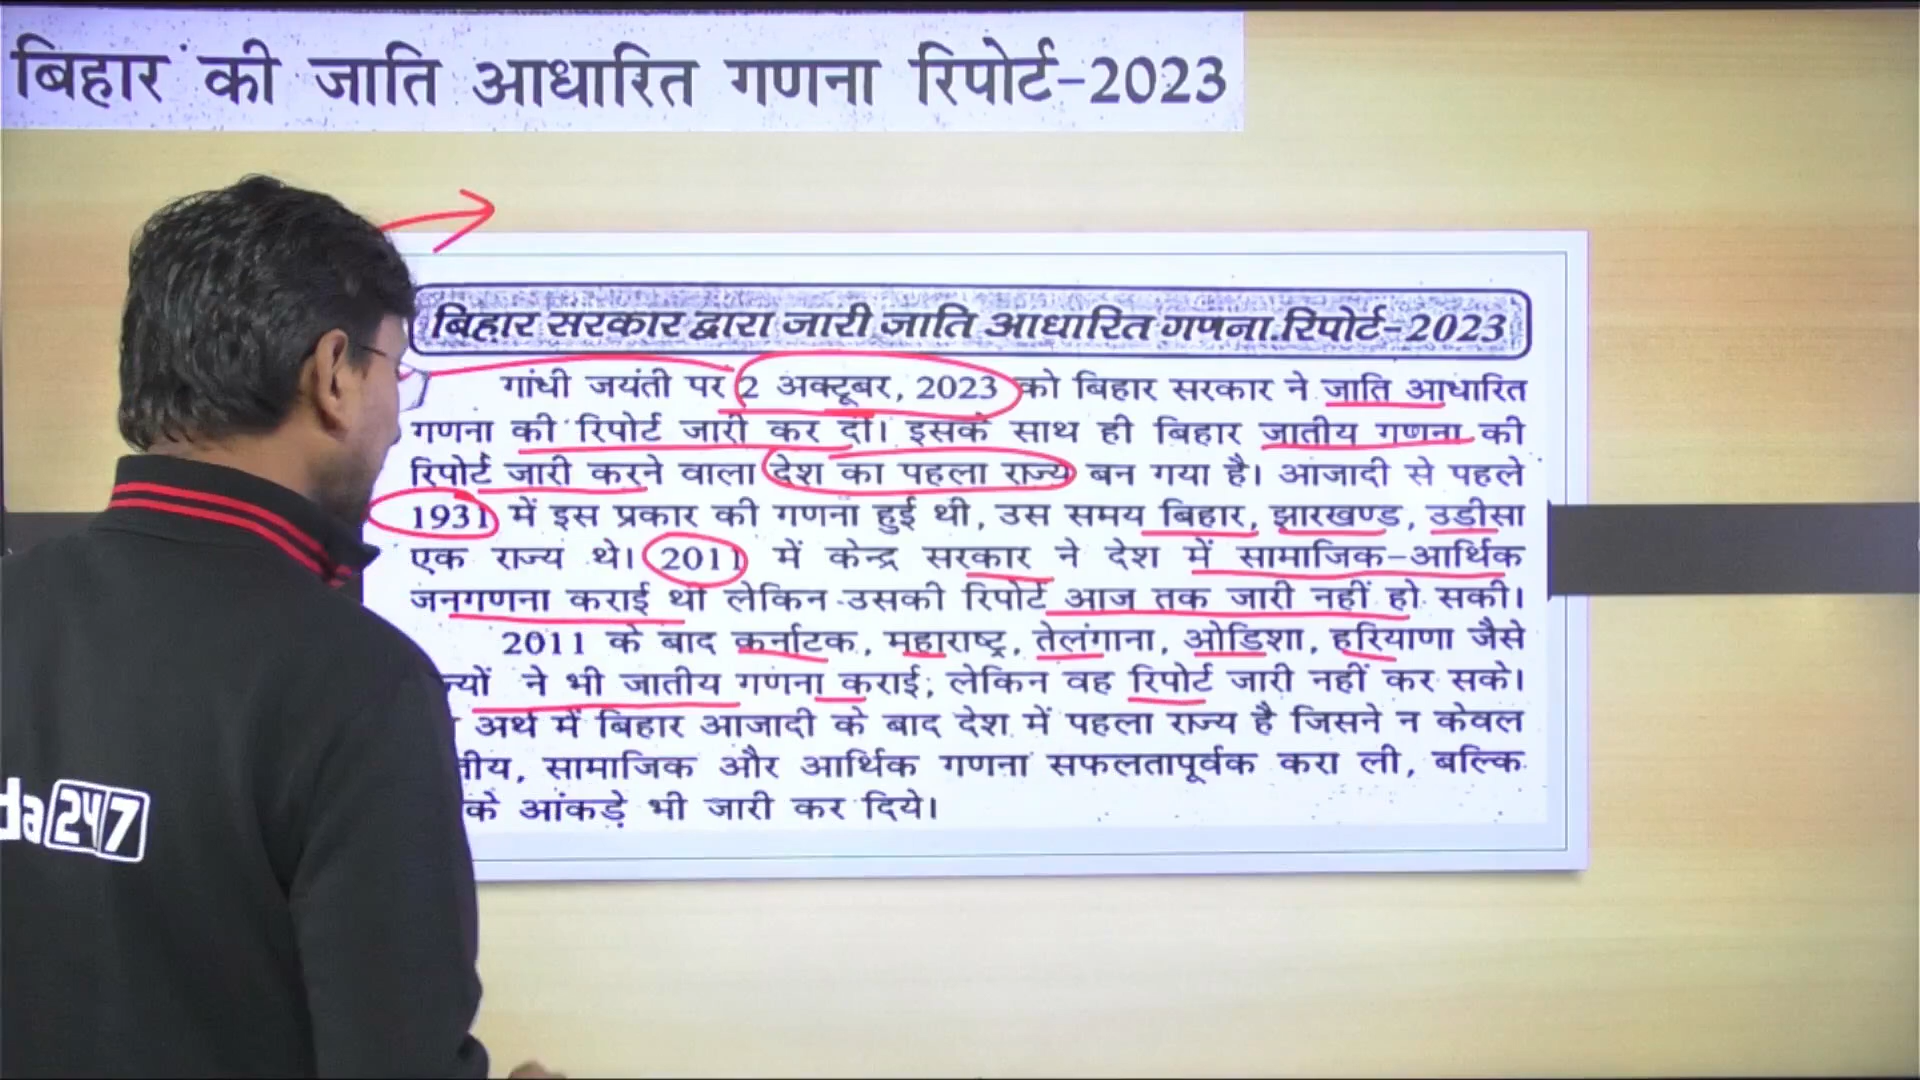 बिहार की जाति आधारित गणना रिपोर्ट-2023
बिहार सरकार द्वारा जारी जाति आधारित गणना रिपोर्ट-2023
गांधी जयंती पर 2 अक्टूबर, 2023 को बिहार सरकार ने जाति आधारित
गणना की रिपोर्ट जारी कर दी। इसके साथ ही बिहार जातीय गणना की
रिपोर्ट जारी करने वाला देश का पहला राज्य बन गया है। आजादी से पहले
1931 में इस प्रकार की गणना हुई थी, उस समय बिहार, झारखण्ड, उडीसा
एक राज्य थे। 2011 में केन्द्र सरकार ने देश में सामाजिक-आर्थिक
जनगणना कराई थी लेकिन उसकी रिपोर्ट आज तक जारी नहीं हो सकी।
2011 के बाद कर्नाटक, महाराष्ट्र, तेलंगाना, ओडिशा, हरियाणा जैसे
ने भी जातीय गणना कराई, लेकिन वह रिपोर्ट जारी नहीं कर सके।
अर्थ में बिहार आजादी के बाद देश में पहला राज्य है जिसने न केवल
सामाजिक और आर्थिक गणना सफलतापूर्वक करा ली, बल्कि
के आंकड़े भी जारी कर दिये।
da 247